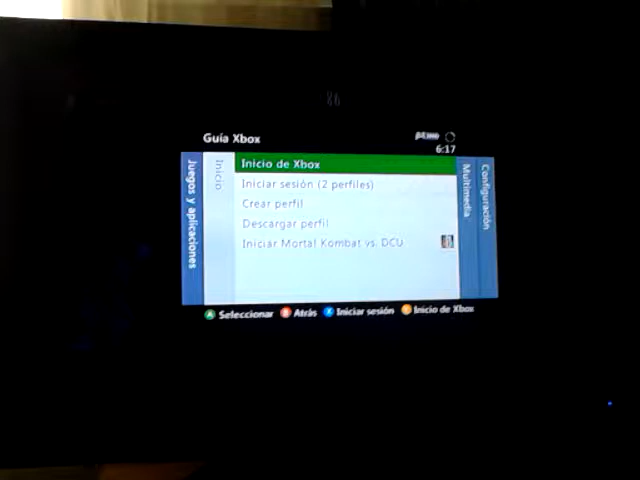 Guía Xbox
6:17
Juegos y aplicaciones
Inicio
Inicio de Xbox
Iniciar sesión (2 perfiles)
Crear perfil
Descargar perfil
Iniciar Mortal Kombat vs. DCU
Multimedia
Configuración
A Seleccionar B Atrás X Iniciar sesión Y Inicio de Xbox